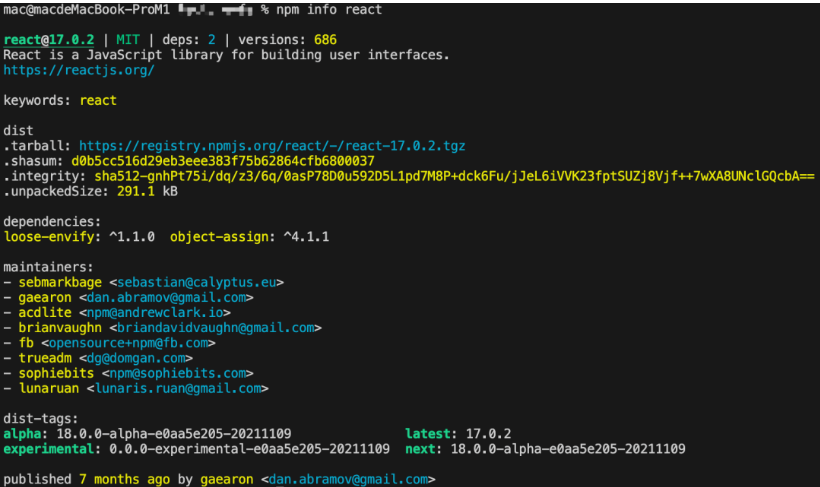 mac@macdeMacBook-ProM1 % npm info react
react@17.0.2 | MIT | deps: 2 | versions: 686
React is a JavaScript library for building user interfaces.
https://reactjs.org/
keywords: react
dist
.tarball: https://registry.npmjs.org/react/-/react-17.0.2.tgz
.shasum: d0b5cc516d29eb3eee383f75b62864cfb6800037
.integrity: sha512-gnhPt75i/dq/z3/6q/0asP78D0u592D5L1pd7M8P+dck6Fu/jJeL6iVVK23fptSUZj8Vjf++7wXA8UNclGQcbA==
.unpackedSize: 291.1 kB
dependencies:
loose-envify: ^1.1.0  object-assign: ^4.1.1
maintainers:
- sebmarkbage <sebastian@calyptus.eu>
- gaearon <dan.abramov@gmail.com>
- acdlite <npm@andrewclark.io>
- brianvaughn <briandavidvaughn@gmail.com>
- fb <opensource+npm@fb.com>
- trueadm <dg@domgan.com>
- sophiebits <npm@sophiebits.com>
- lunaruan <lunaris.ruan@gmail.com>
dist-tags:
alpha: 18.0.0-alpha-e0aa5e205-20211109  latest: 17.0.2
experimental: 0.0.0-experimental-e0aa5e205-20211109  next: 18.0.0-alpha-e0aa5e205-20211109
published 7 months ago by gaearon <dan.abramov@gmail.com>